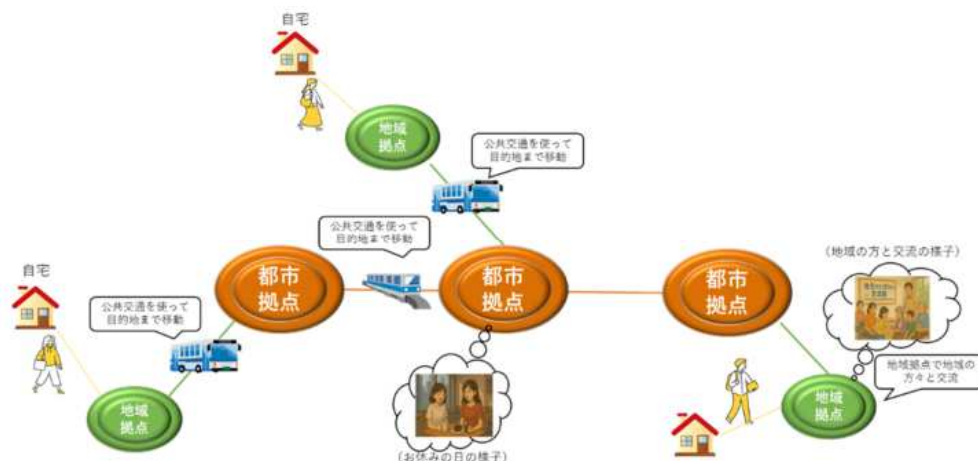 自宅
地域
拠点
公共交通を使って
目的地まで移動
公共交通を使って
目的地まで移動
自宅
公共交通を使って
目的地まで移動
都市
拠点
都市
拠点
都市
拠点
(地域の方と交流の様子)
地域拠点で地域の
方々と交流
地域
拠点
地域
拠点
(お休みの日の様子)